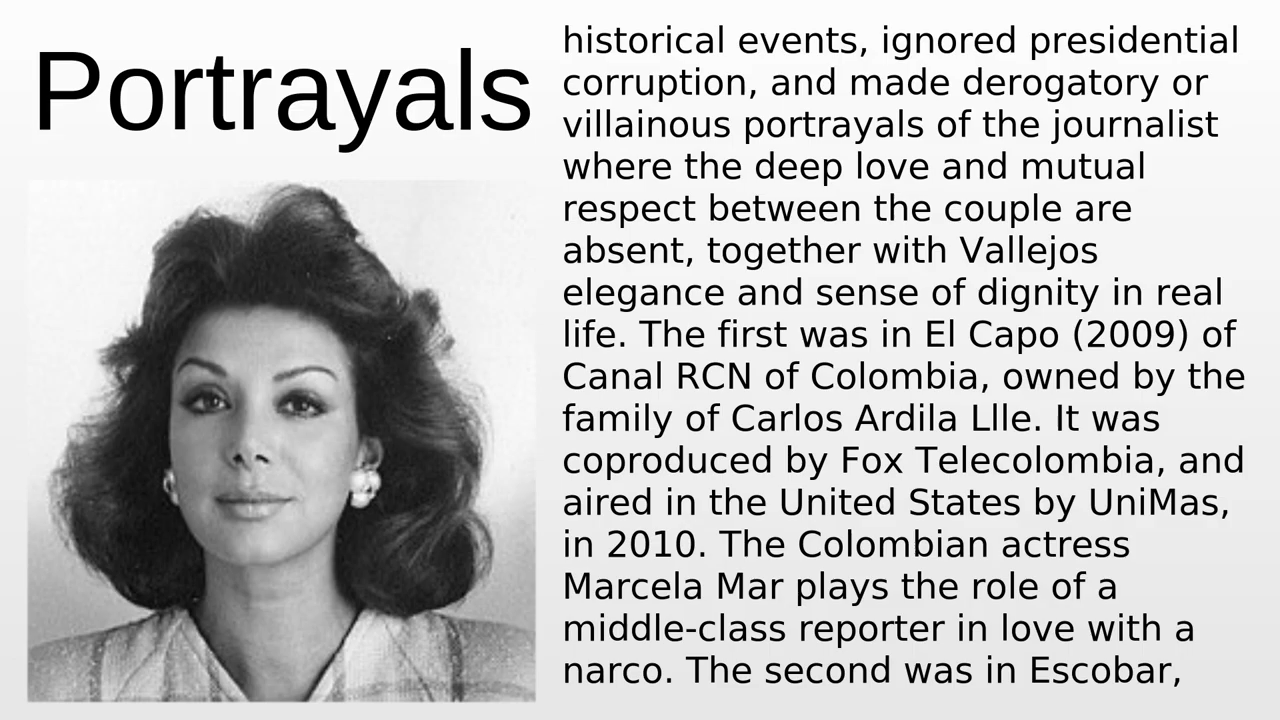 Portrayals
historical events, ignored presidential
corruption, and made derogatory or
villainous portrayals of the journalist
where the deep love and mutual
respect between the couple are
absent, together with Vallejos
elegance and sense of dignity in real
life. The first was in El Capo (2009) of
Canal RCN of Colombia, owned by the
family of Carlos Ardila Llle. It was
coproduced by Fox Telecolombia, and
aired in the United States by UniMas,
in 2010. The Colombian actress
Marcela Mar plays the role of a
middle-class reporter in love with a
narco. The second was in Escobar,